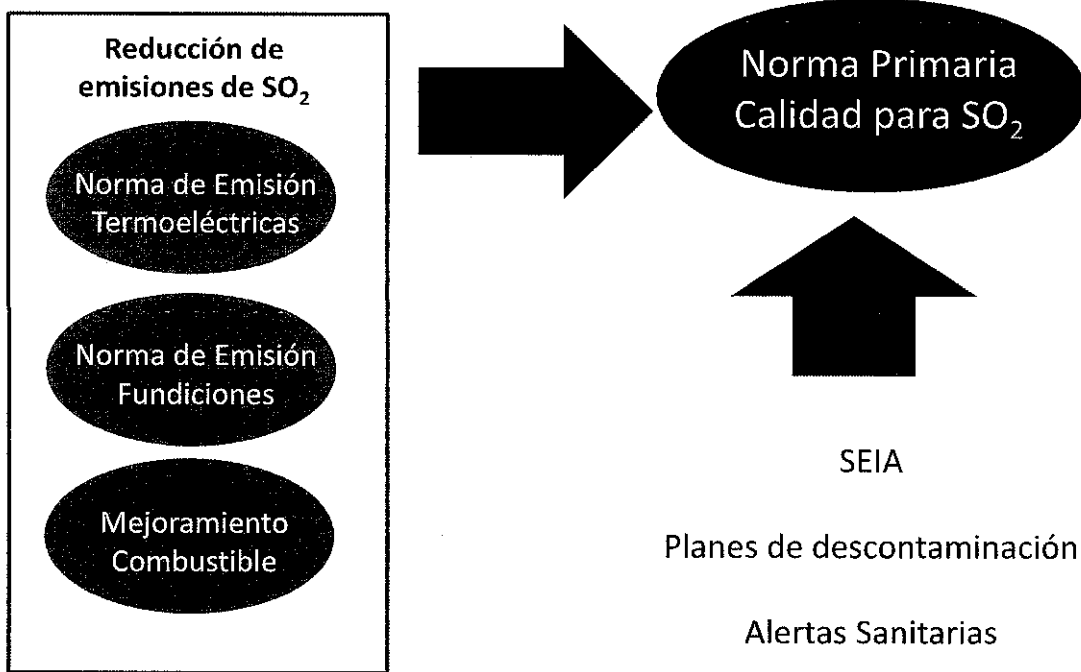 Reducción de
emisiones de SO₂
Norma de Emisión
Termoeléctricas
Norma de Emisión
Fundiciones
Mejoramiento
Combustible
Norma Primaria
Calidad para SO₂
SEIA
Planes de descontaminación
Alertas Sanitarias